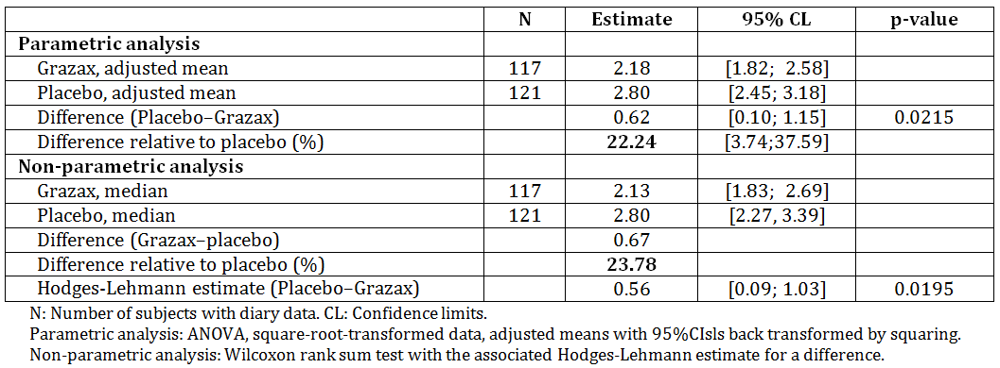 N Estimate 95% CL p-value
Parametric analysis
Grazax, adjusted mean 117 2.18 [1.82; 2.58]
Placebo, adjusted mean 121 2.80 [2.45; 3.18]
Difference (Placebo–Grazax) 0.62 [0.10; 1.15] 0.0215
Difference relative to placebo (%) 22.24 [3.74;37.59]
Non-parametric analysis
Grazax, median 117 2.13 [1.83; 2.69]
Placebo, median 121 2.80 [2.27, 3.39]
Difference (Grazax–placebo) 0.67
Difference relative to placebo (%) 23.78
Hodges-Lehmann estimate (Placebo–Grazax) 0.56 [0.09; 1.03] 0.0195
N: Number of subjects with diary data. CL: Confidence limits.
Parametric analysis: ANOVA, square-root-transformed data, adjusted means with 95%CIsls back transformed by squaring.
Non-parametric analysis: Wilcoxon rank sum test with the associated Hodges-Lehmann estimate for a difference.